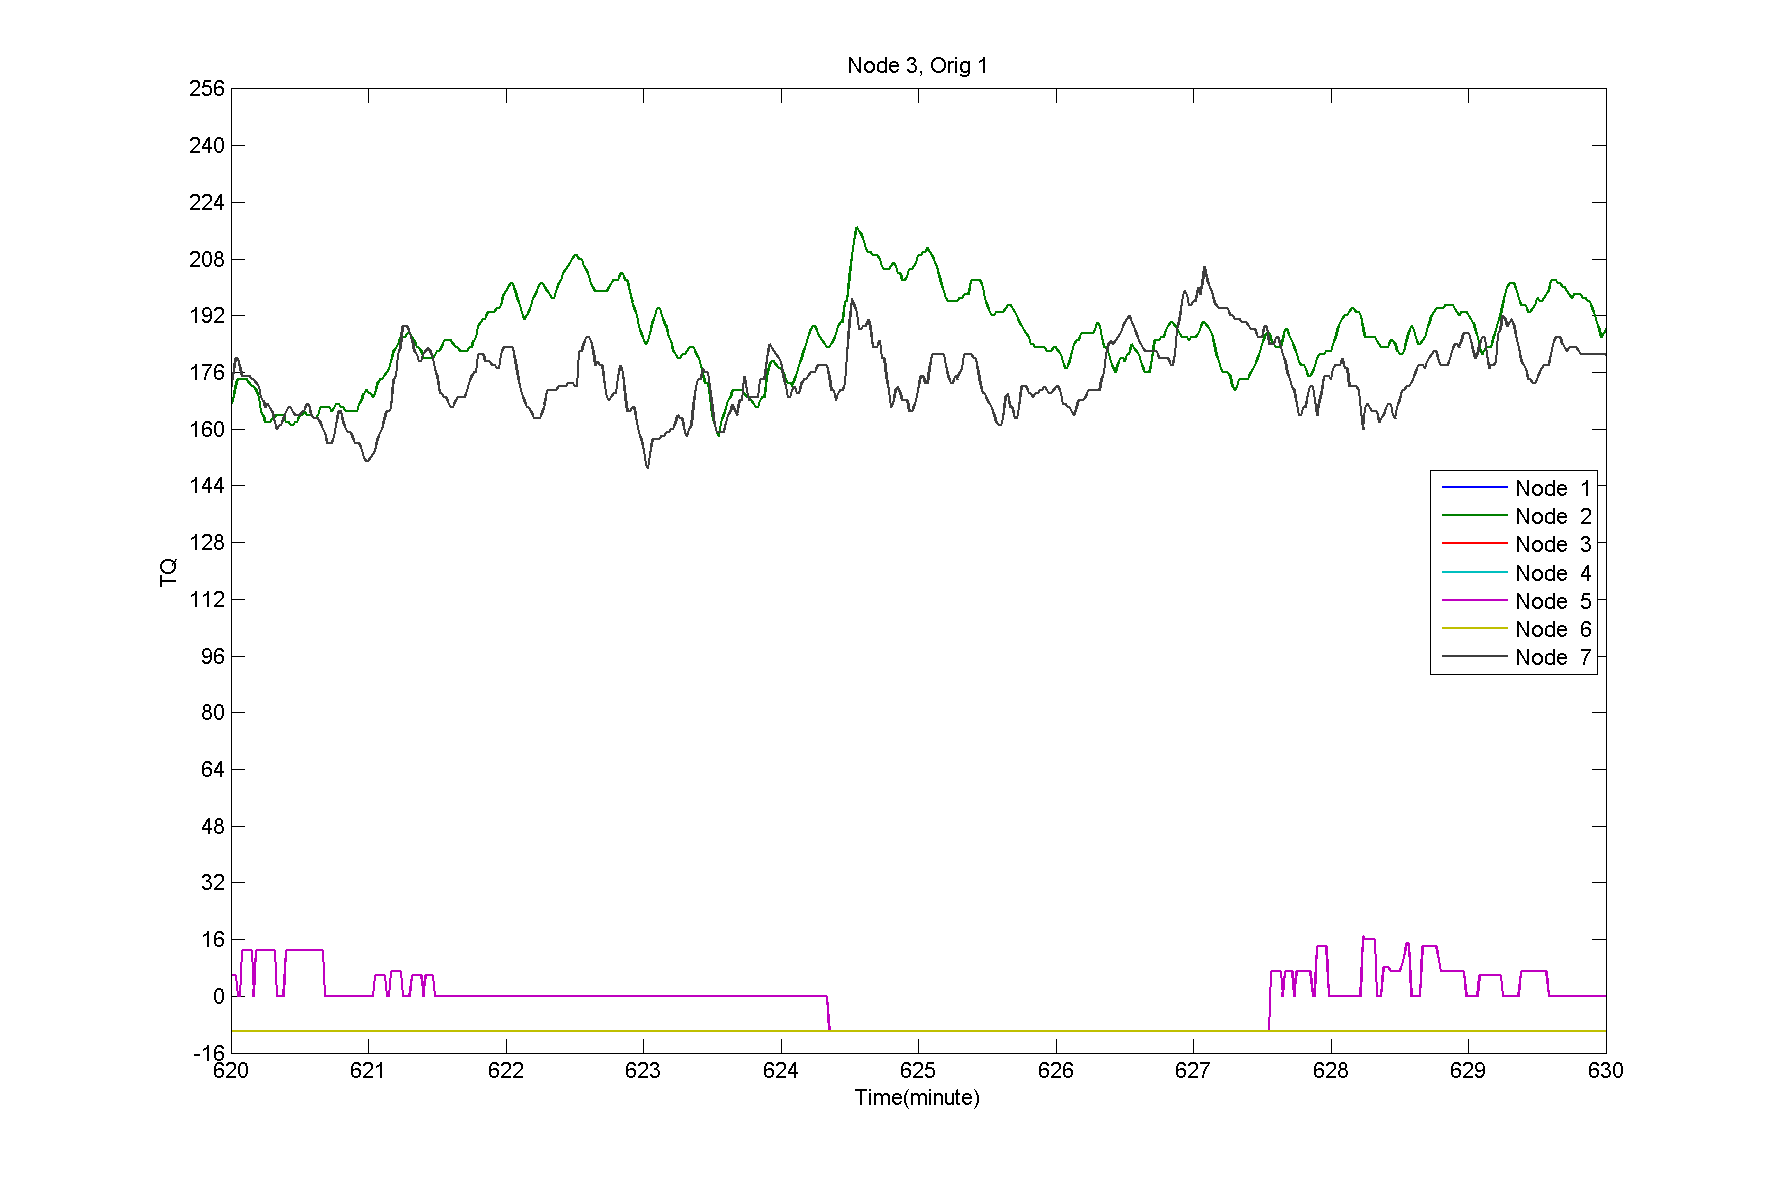 Node 3, Orig 1
256
240
224
208
192
176
160
144
128
112
96
80
64
48
32
16
0
-16
TQ
Node 1
Node 2
Node 3
Node 4
Node 5
Node 6
Node 7
620 621 622 623 624 625 626 627 628 629 630
Time(minute)